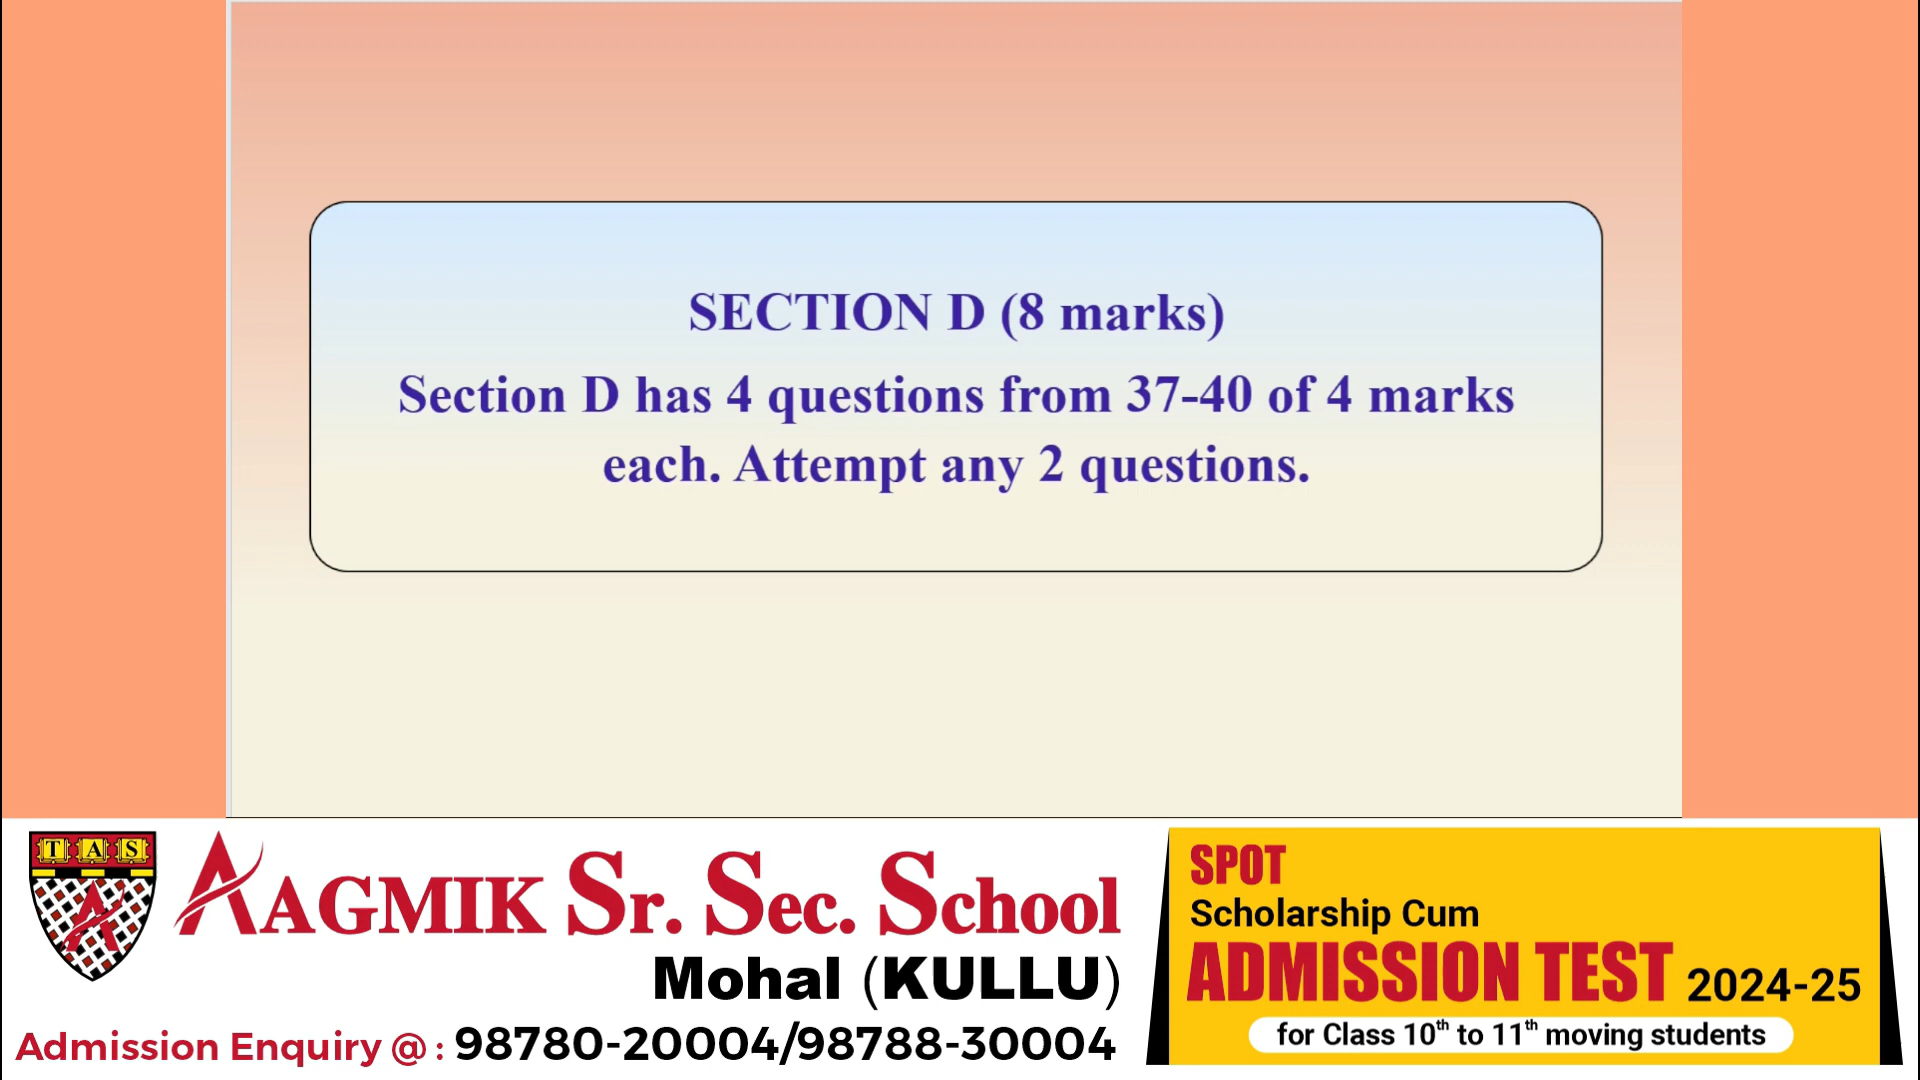 SECTION D (8 marks)
Section D has 4 questions from 37-40 of 4 marks
each. Attempt any 2 questions.
T A S
AAGMIK Sr. Sec. School
Mohal (KULLU)
Admission Enquiry @ : 98780-20004/98788-30004
SPOT
Scholarship Cum
ADMISSION TEST 2024-25
for Class 10th to 11th moving students